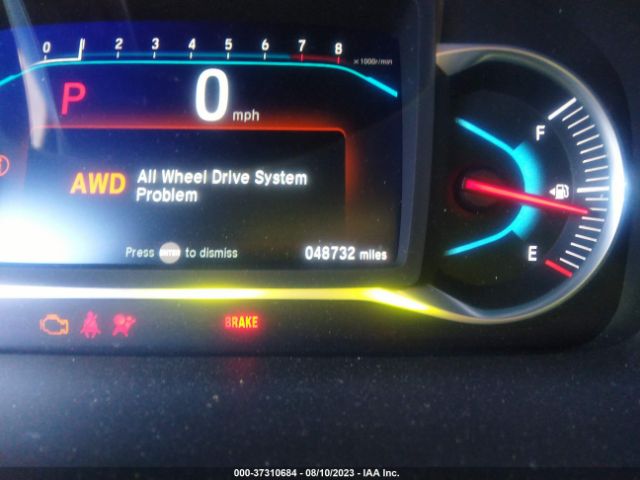 0 1 2 3 4 5 6 7 8
x 1000r/min
P 0 mph
AWD All Wheel Drive System
Problem
Press ENTER to dismiss
048732 miles
F
E
BRAKE
000-37310684 - 08/10/2023 - IAA Inc.